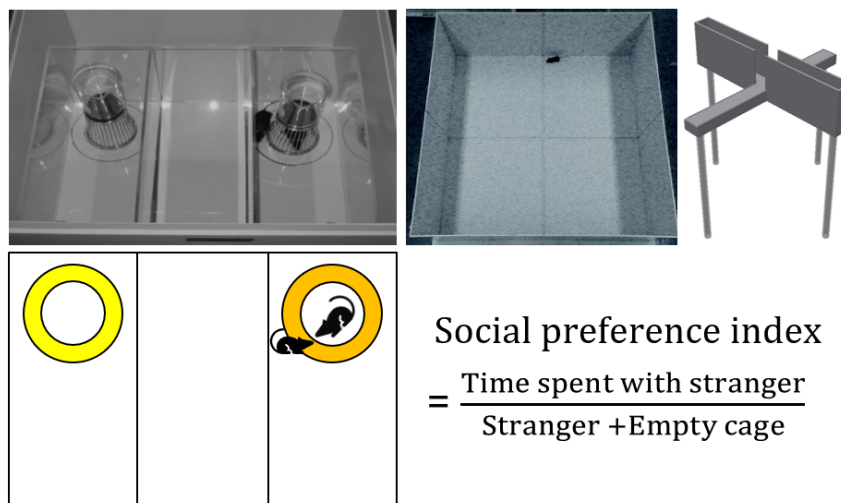 Social preference index
= Time spent with stranger
Stranger +Empty cage